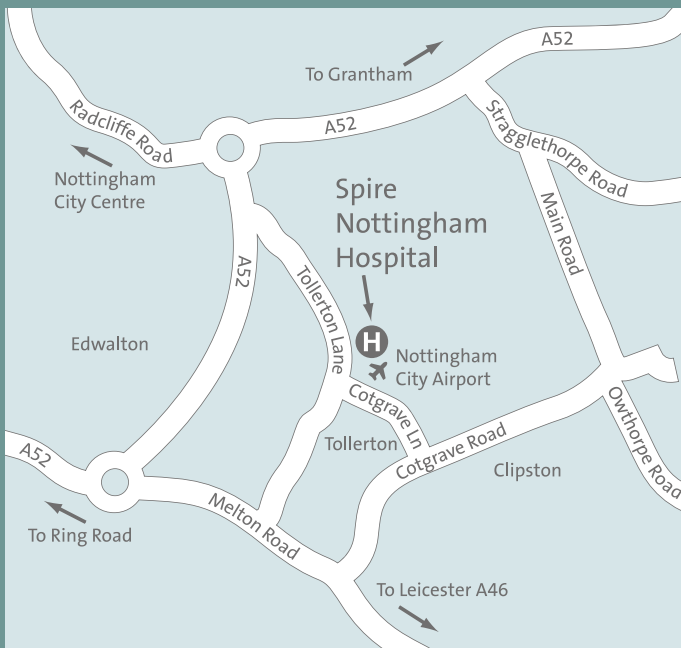 A52
To Grantham
Radcliffe Road
A52
Stragglethorpe Road
Nottingham
City Centre
Spire
Nottingham
Hospital
Main Road
A52
Tollerton Lane
H
Edwalton
Nottingham
City Airport
Cotgrave Ln
Owthorpe Road
Tollerton
Cotgrave Road
Clipston
A52
Melton Road
To Ring Road
To Leicester A46